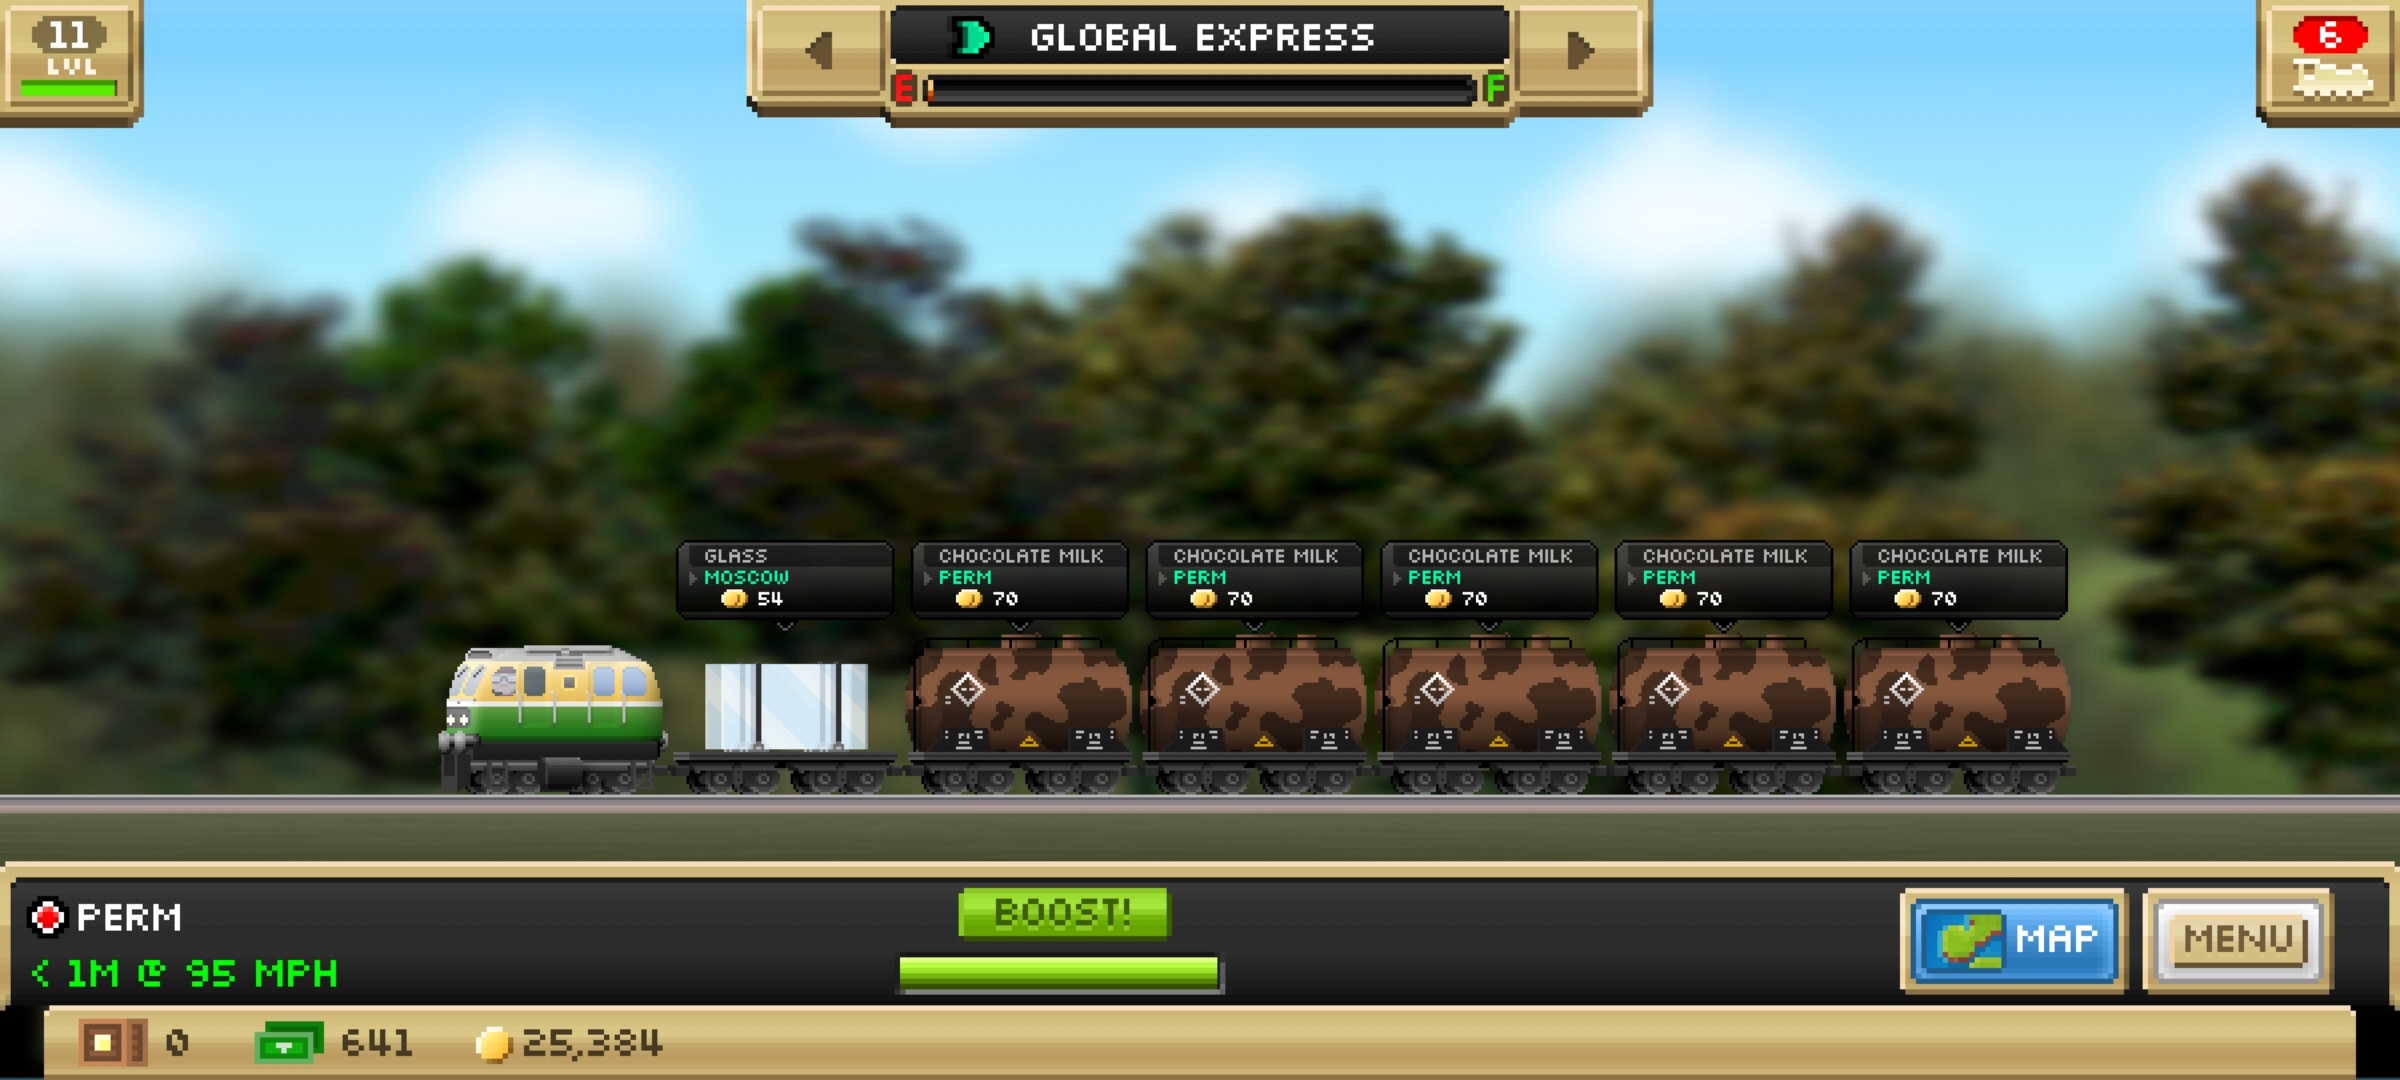 11
LVL
GLOBAL EXPRESS
E F
6
GLASS
MOSCOW
54
CHOCOLATE MILK
PERM
70
CHOCOLATE MILK
PERM
70
CHOCOLATE MILK
PERM
70
CHOCOLATE MILK
PERM
70
CHOCOLATE MILK
PERM
70
PERM
< 1M @ 95 MPH
BOOST!
MAP
MENU
0
641
25,384